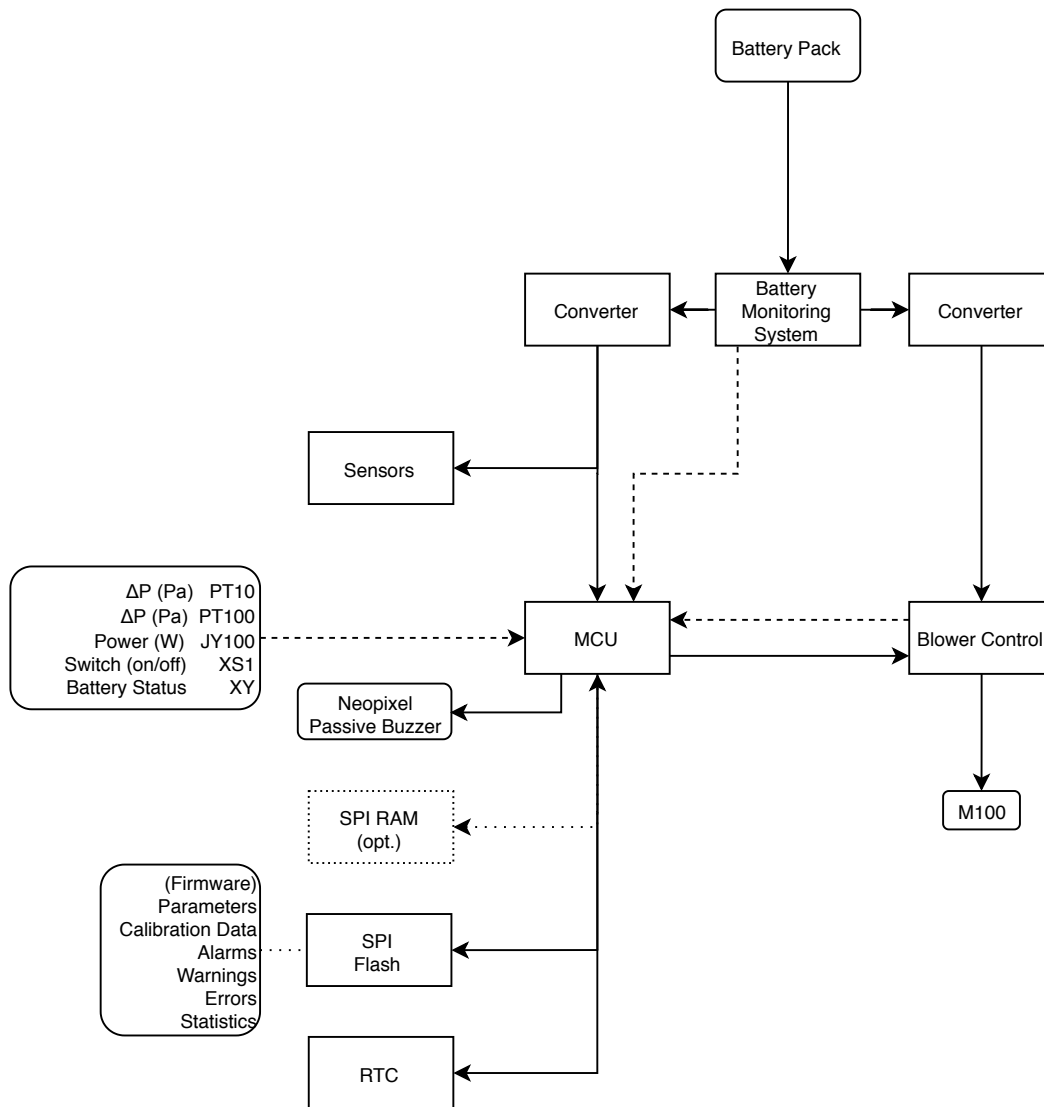 Battery Pack
Converter
Battery
Monitoring
System
Converter
Sensors
ΔP (Pa) PT10
ΔP (Pa) PT100
Power (W) JY100
Switch (on/off) XS1
Battery Status XY
MCU
Blower Control
Neopixel
Passive Buzzer
M100
SPI RAM
(opt.)
(Firmware)
Parameters
Calibration Data
Alarms
Warnings
Errors
Statistics
SPI
Flash
RTC